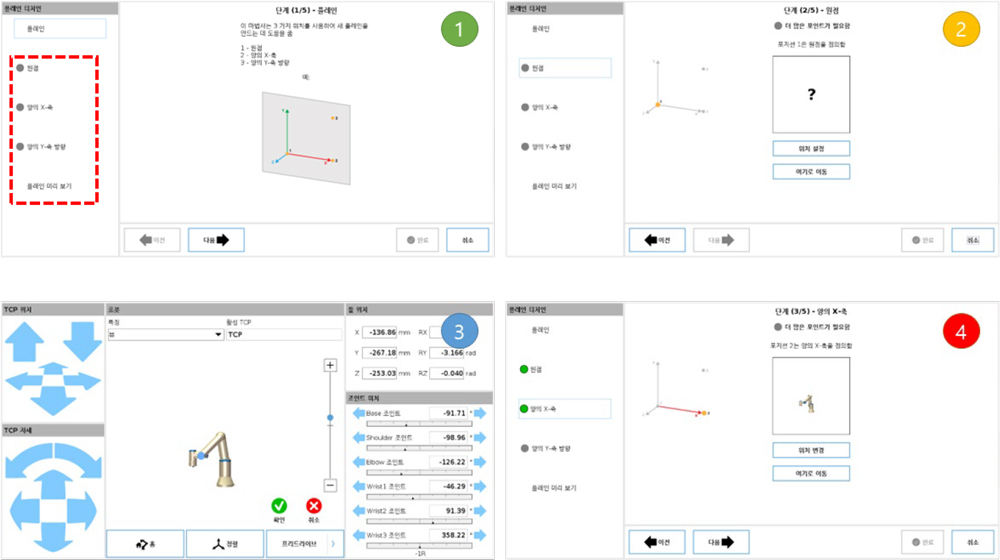 플레인 디자인
플레인
원점
양의 X-축
양의 Y-축 방향
플레인 미리 보기
단계 (1/5) - 플레인
이 마법사는 3 가지 위치를 사용하여 새 플레인을
만드는 데 도움을 줌
1 - 원점
2 - 양의 X-축
3 - 양의 Y-축 방향
예:
이전
다음
완료
취소
1
플레인 디자인
플레인
원점
양의 X-축
양의 Y-축 방향
플레인 미리 보기
단계 (2/5) - 원점
더 많은 포인트가 필요함
포지션 1은 원점을 정의함
?
위치 설정
여기로 이동
이전
다음
완료
취소
2
TCP 위치
TCP 자세
로봇
특징
활성 TCP
TCP
확인
취소
홈
정렬
프리드라이브
툴 위치
X -136.86 mm RX
Y -267.18 mm RY -3.166 rad
Z -253.03 mm RZ -0.040 rad
3
조인트 위치
Base 조인트 -91.71 °
Shoulder 조인트 -98.96 °
Elbow 조인트 -126.22 °
Wrist1 조인트 -46.29 °
Wrist2 조인트 91.39 °
Wrist3 조인트 358.22 °
-1R
플레인 디자인
플레인
원점
양의 X-축
양의 Y-축 방향
플레인 미리 보기
단계 (3/5) - 양의 X-축
더 많은 포인트가 필요함
포지션 2는 양의 X-축을 정의함
위치 변경
여기로 이동
이전
다음
완료
취소
4